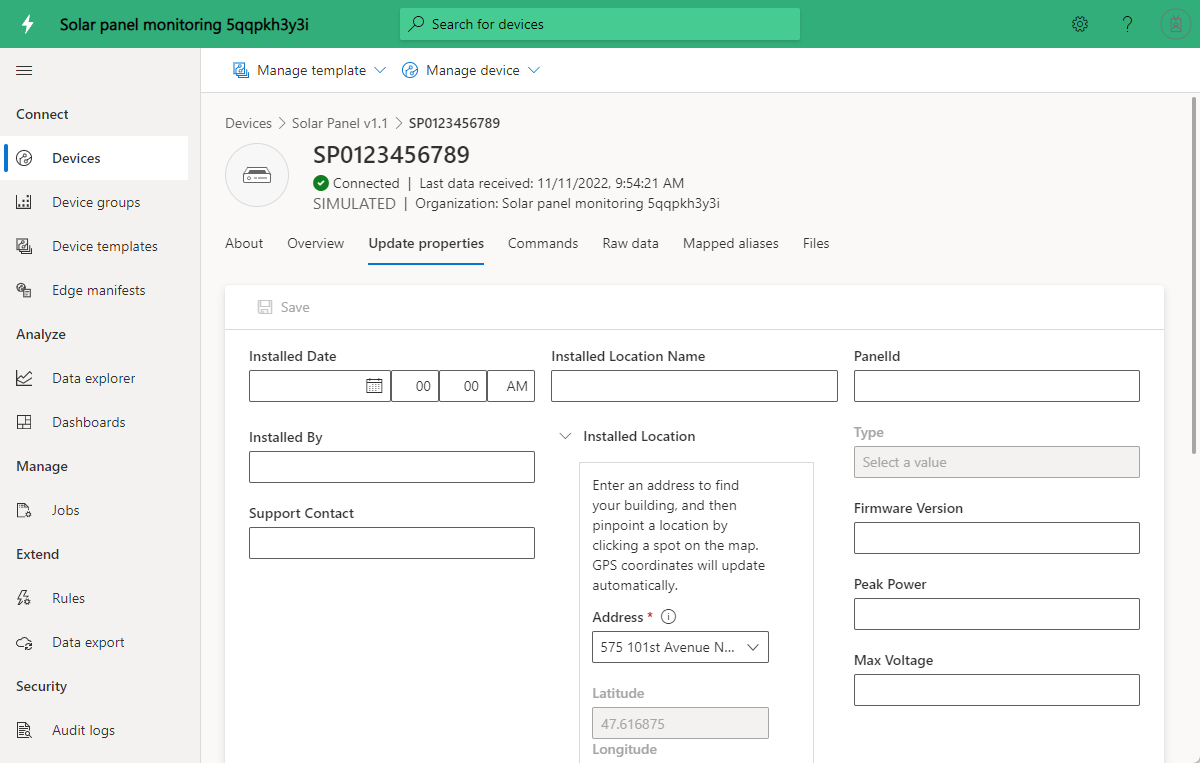 Solar panel monitoring 5qqpkh3y3i
Search for devices
Connect
Devices
Device groups
Device templates
Edge manifests
Analyze
Data explorer
Dashboards
Manage
Jobs
Extend
Rules
Data export
Security
Audit logs
Manage template
Manage device
Devices > Solar Panel v1.1 > SP0123456789
SP0123456789
Connected | Last data received: 11/11/2022, 9:54:21 AM
SIMULATED | Organization: Solar panel monitoring 5qqpkh3y3i
About Overview Update properties Commands Raw data Mapped aliases Files
Save
Installed Date
00 00 AM
Installed By
Support Contact
Installed Location Name
Installed Location
Enter an address to find
your building, and then
pinpoint a location by
clicking a spot on the map.
GPS coordinates will update
automatically.
Address *
575 101st Avenue N...
Latitude
47.616875
Longitude
PanelId
Type
Select a value
Firmware Version
Peak Power
Max Voltage